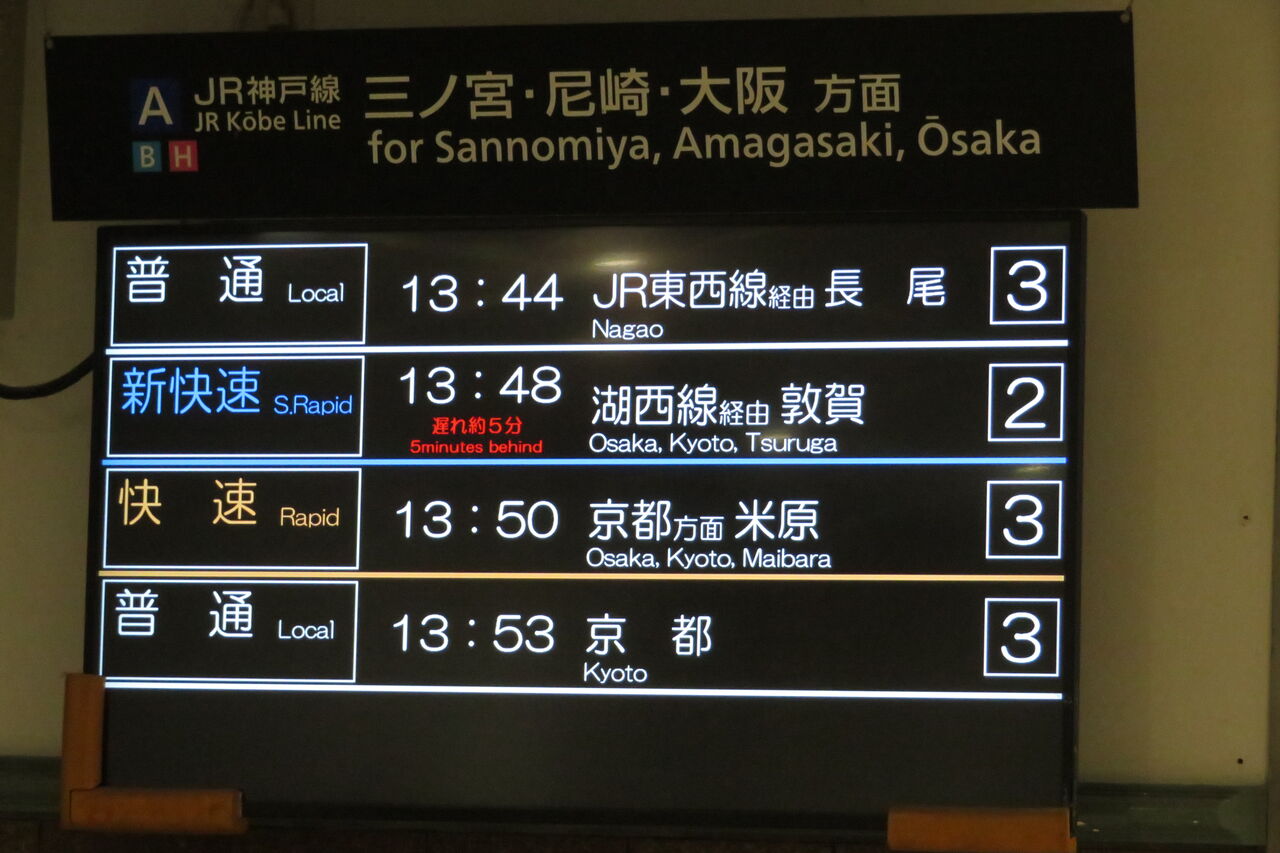 A JR神戸線 三ノ宮・尼崎・大阪 方面
JR Kōbe Line
B H for Sannomiya, Amagasaki, Ōsaka
普 通 Local 13:44 JR東西線経由 長 尾 3
Nagao
新快速 S.Rapid 13:48 湖西線経由 敦賀 2
遅れ約5分
5minutes behind Osaka, Kyoto, Tsuruga
快 速 Rapid 13:50 京都方面 米原 3
Osaka, Kyoto, Maibara
普 通 Local 13:53 京 都 3
Kyoto